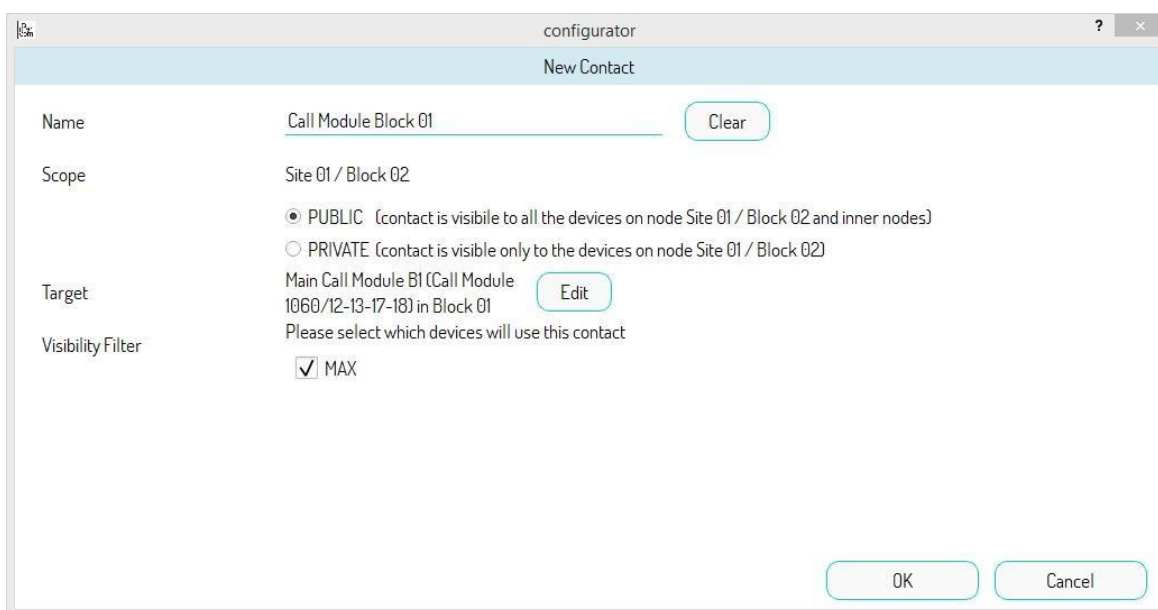 configurator
?
New Contact
Name Call Module Block 01 Clear
Scope Site 01 / Block 02
PUBLIC (contact is visibile to all the devices on node Site 01 / Block 02 and inner nodes)
PRIVATE (contact is visible only to the devices on node Site 01 / Block 02)
Target Main Call Module B1 (Call Module
1060/12-13-17-18) in Block 01 Edit
Visibility Filter Please select which devices will use this contact
MAX
OK Cancel